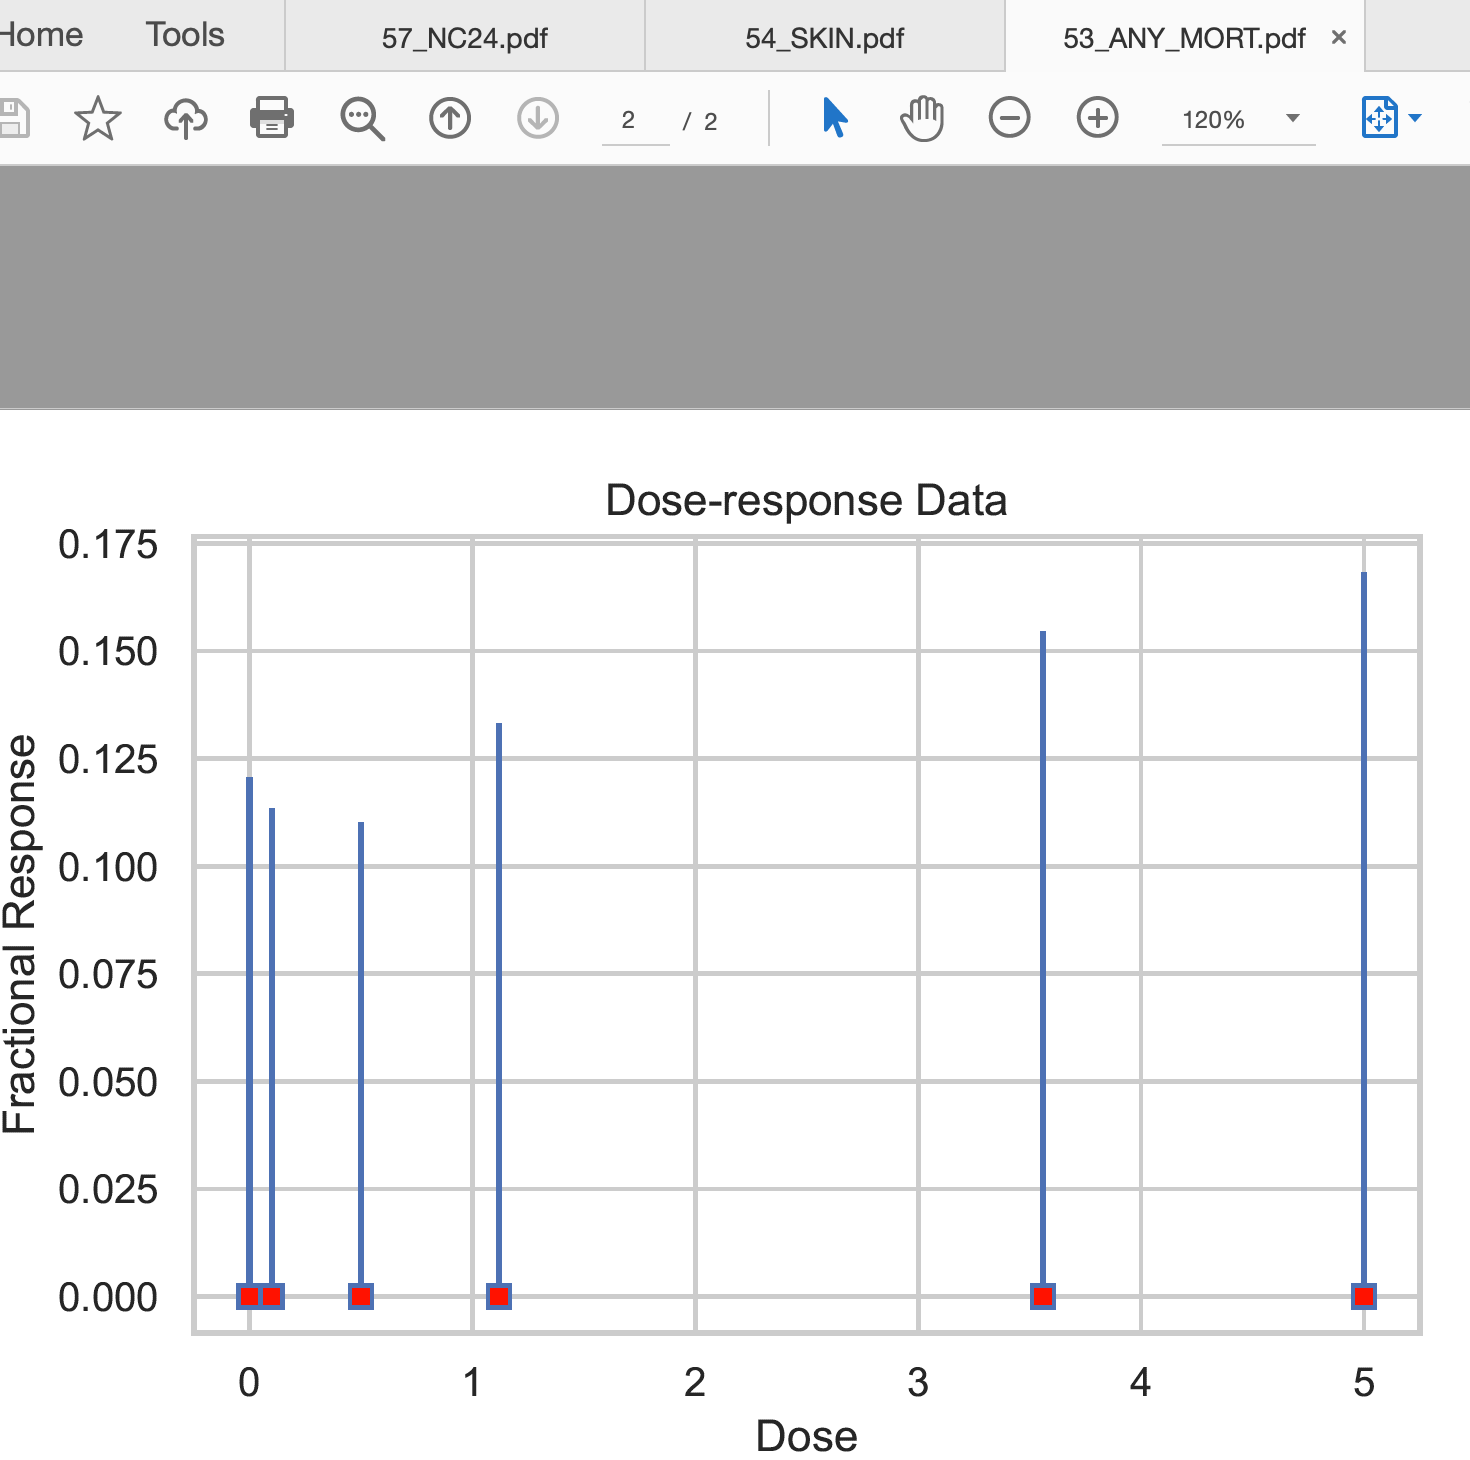 Home Tools 57_NC24.pdf 54_SKIN.pdf 53_ANY_MORT.pdf ×
2 / 2 120%
Dose-response Data
0.175
0.150
0.125
0.100
0.075
0.050
0.025
0.000
Fractional Response
0 1 2 3 4 5
Dose